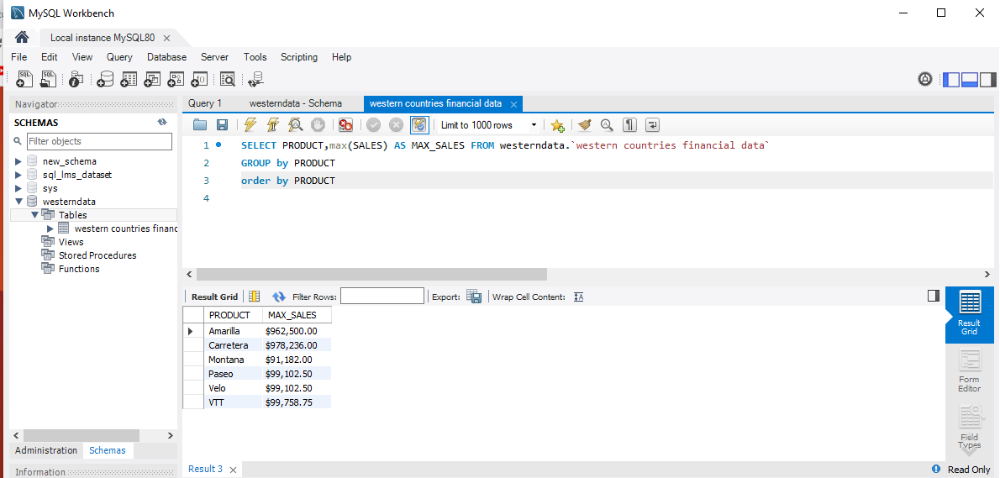 MySQL Workbench
Local instance MySQL80
File Edit View Query Database Server Tools Scripting Help
Navigator
SCHEMAS
Filter objects
new_schema
sql_lms_dataset
sys
westerndata
Tables
western countries financ
Views
Stored Procedures
Functions
Administration Schemas
Information
Query 1 westerndata - Schema western countries financial data
Limit to 1000 rows
1 SELECT PRODUCT,max(SALES) AS MAX_SALES FROM westerndata.`western countries financial data`
2 GROUP by PRODUCT
3 order by PRODUCT
4
Result Grid Filter Rows: Export: Wrap Cell Content:
PRODUCT MAX_SALES
Amarilla $962,500.00
Carretera $978,236.00
Montana $91,182.00
Paseo $99,102.50
Velo $99,102.50
VTT $99,758.75
Result
Grid
Form
Editor
Field
Types
Result 3
Read Only